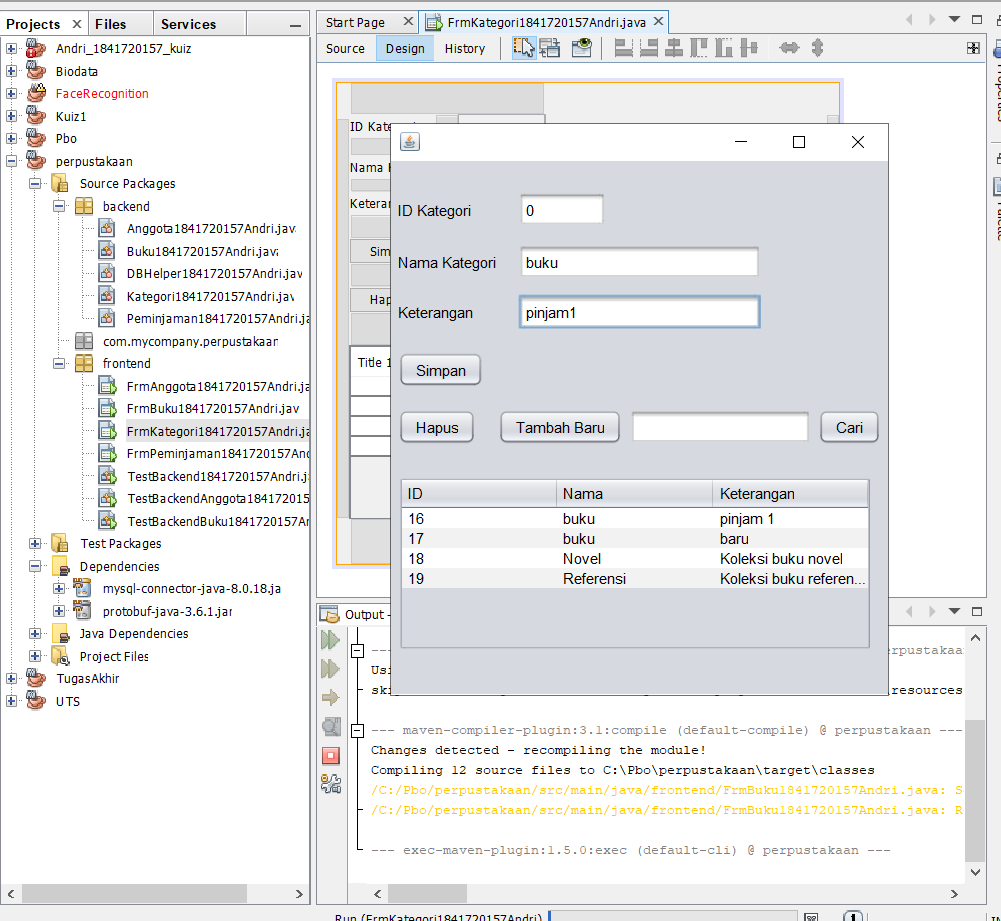 Projects
Files
Services
Andri_1841720157_kuiz
Biodata
FaceRecognition
Kuiz1
Pbo
perpustakaan
Source Packages
backend
Anggota1841720157Andri.java
Buku1841720157Andri.java
DBHelper1841720157Andri.jav
Kategori1841720157Andri.jav
Peminjaman1841720157Andri.ja
com.mycompany.perpustakaan
frontend
FrmAnggota1841720157Andri.ja
FrmBuku1841720157Andri.jav
FrmKategori1841720157Andri.ja
FrmPeminjaman1841720157And
TestBackend1841720157Andri.j
TestBackendAnggota184172015
TestBackendBuku1841720157Ar
Test Packages
Dependencies
mysql-connector-java-8.0.18.ja
protobuf-java-3.6.1.jar
Java Dependencies
Project Files
TugasAkhir
UTS
Start Page
FrmKategori1841720157Andri.java
Source Design History
ID Kate
Nama
Keterar
Sim
Hap
Title 1
ID Kategori 0
Nama Kategori buku
Keterangan pinjam1
Simpan
Hapus Tambah Baru Cari
ID Nama Keterangan
16 buku pinjam 1
17 buku baru
18 Novel Koleksi buku novel
19 Referensi Koleksi buku referen...
Output -
--- erpustakaan
Usi
ski resources
--- maven-compiler-plugin:3.1:compile (default-compile) @ perpustakaan ---
Changes detected - recompiling the module!
Compiling 12 source files to C:\Pbo\perpustakaan\target\classes
/C:/Pbo/perpustakaan/src/main/java/frontend/FrmBuku1841720157Andri.java: S
/C:/Pbo/perpustakaan/src/main/java/frontend/FrmBuku1841720157Andri.java: R
--- exec-maven-plugin:1.5.0:exec (default-cli) @ perpustakaan ---
Run (FrmKategori1841720157Andri)
1